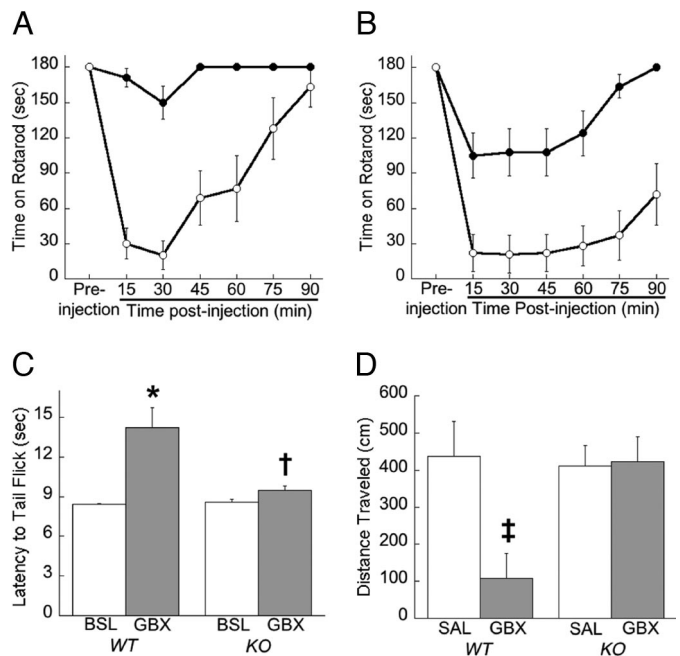 A
B
Time on Rotarod (sec)
180
150
120
90
60
30
0
Pre-injection
15 30 45 60 75 90
Time post-injection (min)
Time on Rotarod (sec)
180
150
120
90
60
30
0
Pre-injection
15 30 45 60 75 90
Time Post-injection (min)
C
D
Latency to Tail Flick (sec)
15
12
9
6
3
0
*
†
BSL GBX BSL GBX
WT KO
Distance Traveled (cm)
600
500
400
300
200
100
0
‡
SAL GBX SAL GBX
WT KO